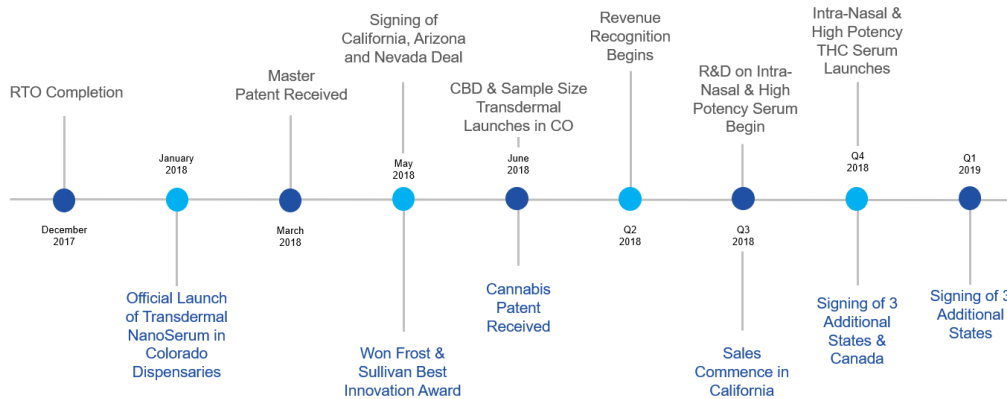 RTO Completion
December
2017
January
2018
Official Launch
of Transdermal
NanoSerum in
Colorado
Dispensaries
Master
Patent Received
March
2018
Signing of
California, Arizona
and Nevada Deal
May
2018
Won Frost &
Sullivan Best
Innovation Award
CBD & Sample Size
Transdermal
Launches in CO
June
2018
Cannabis
Patent
Received
Revenue
Recognition
Begins
Q2
2018
R&D on Intra-
Nasal & High
Potency Serum
Begin
Q3
2018
Sales
Commence in
California
Intra-Nasal &
High Potency
THC Serum
Launches
Q4
2018
Signing of 3
Additional
States & 
Canada
Q1
2019
Signing of 3
Additional
States